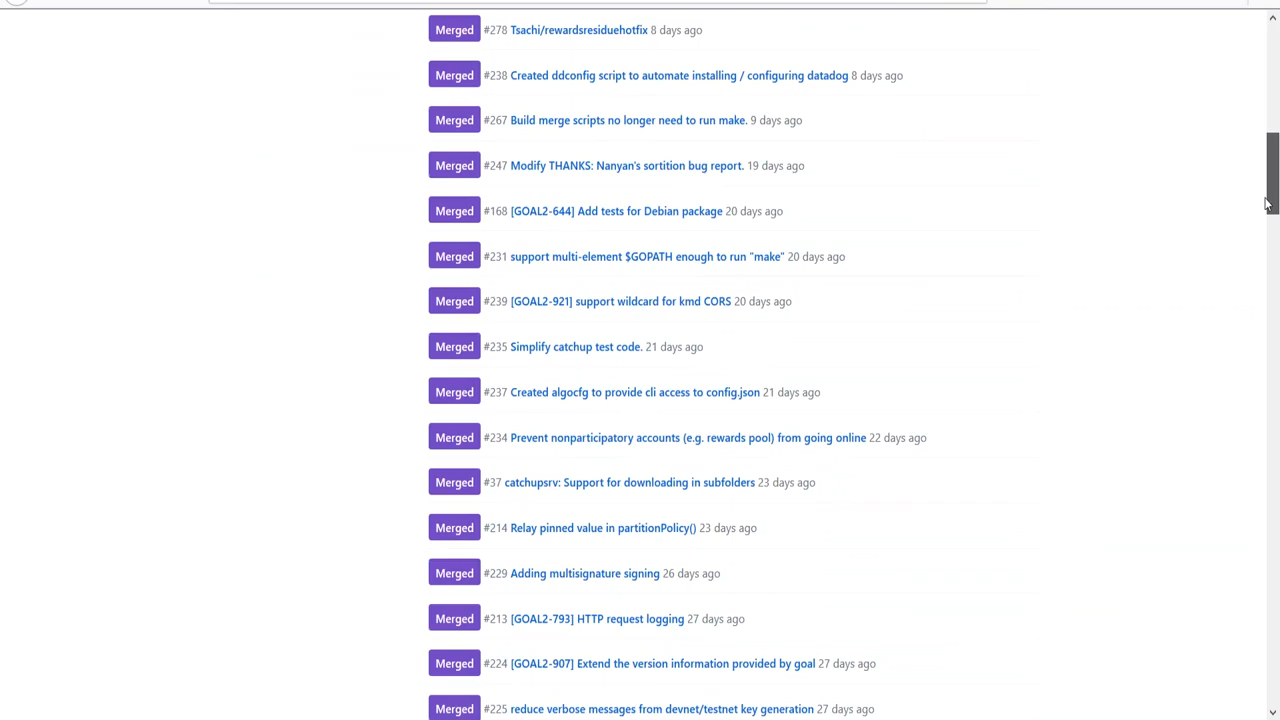 Merged #278 Tsachi/rewardsresiduehotfix 8 days ago
Merged #238 Created ddconfig script to automate installing / configuring datadog 8 days ago
Merged #267 Build merge scripts no longer need to run make. 9 days ago
Merged #247 Modify THANKS: Nanyan's sortition bug report. 19 days ago
Merged #168 [GOAL2-644] Add tests for Debian package 20 days ago
Merged #231 support multi-element $GOPATH enough to run "make" 20 days ago
Merged #239 [GOAL2-921] support wildcard for kmd CORS 20 days ago
Merged #235 Simplify catchup test code. 21 days ago
Merged #237 Created algocfg to provide cli access to config.json 21 days ago
Merged #234 Prevent nonparticipatory accounts (e.g. rewards pool) from going online 22 days ago
Merged #37 catchupsrv: Support for downloading in subfolders 23 days ago
Merged #214 Relay pinned value in partitionPolicy() 23 days ago
Merged #229 Adding multisignature signing 26 days ago
Merged #213 [GOAL2-793] HTTP request logging 27 days ago
Merged #224 [GOAL2-907] Extend the version information provided by goal 27 days ago
Merged #225 reduce verbose messages from devnet/testnet key generation 27 days ago